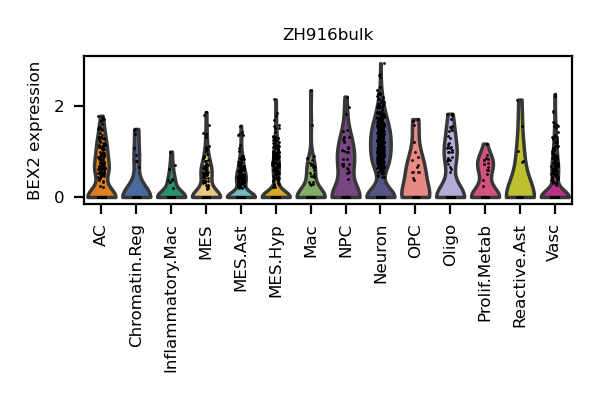 ZH916bulk
BEX2 expression
2
0
AC
Chromatin.Reg
Inflammatory.Mac
MES
MES.Ast
MES.Hyp
Mac
NPC
Neuron
OPC
Oligo
Prolif.Metab
Reactive.Ast
Vasc